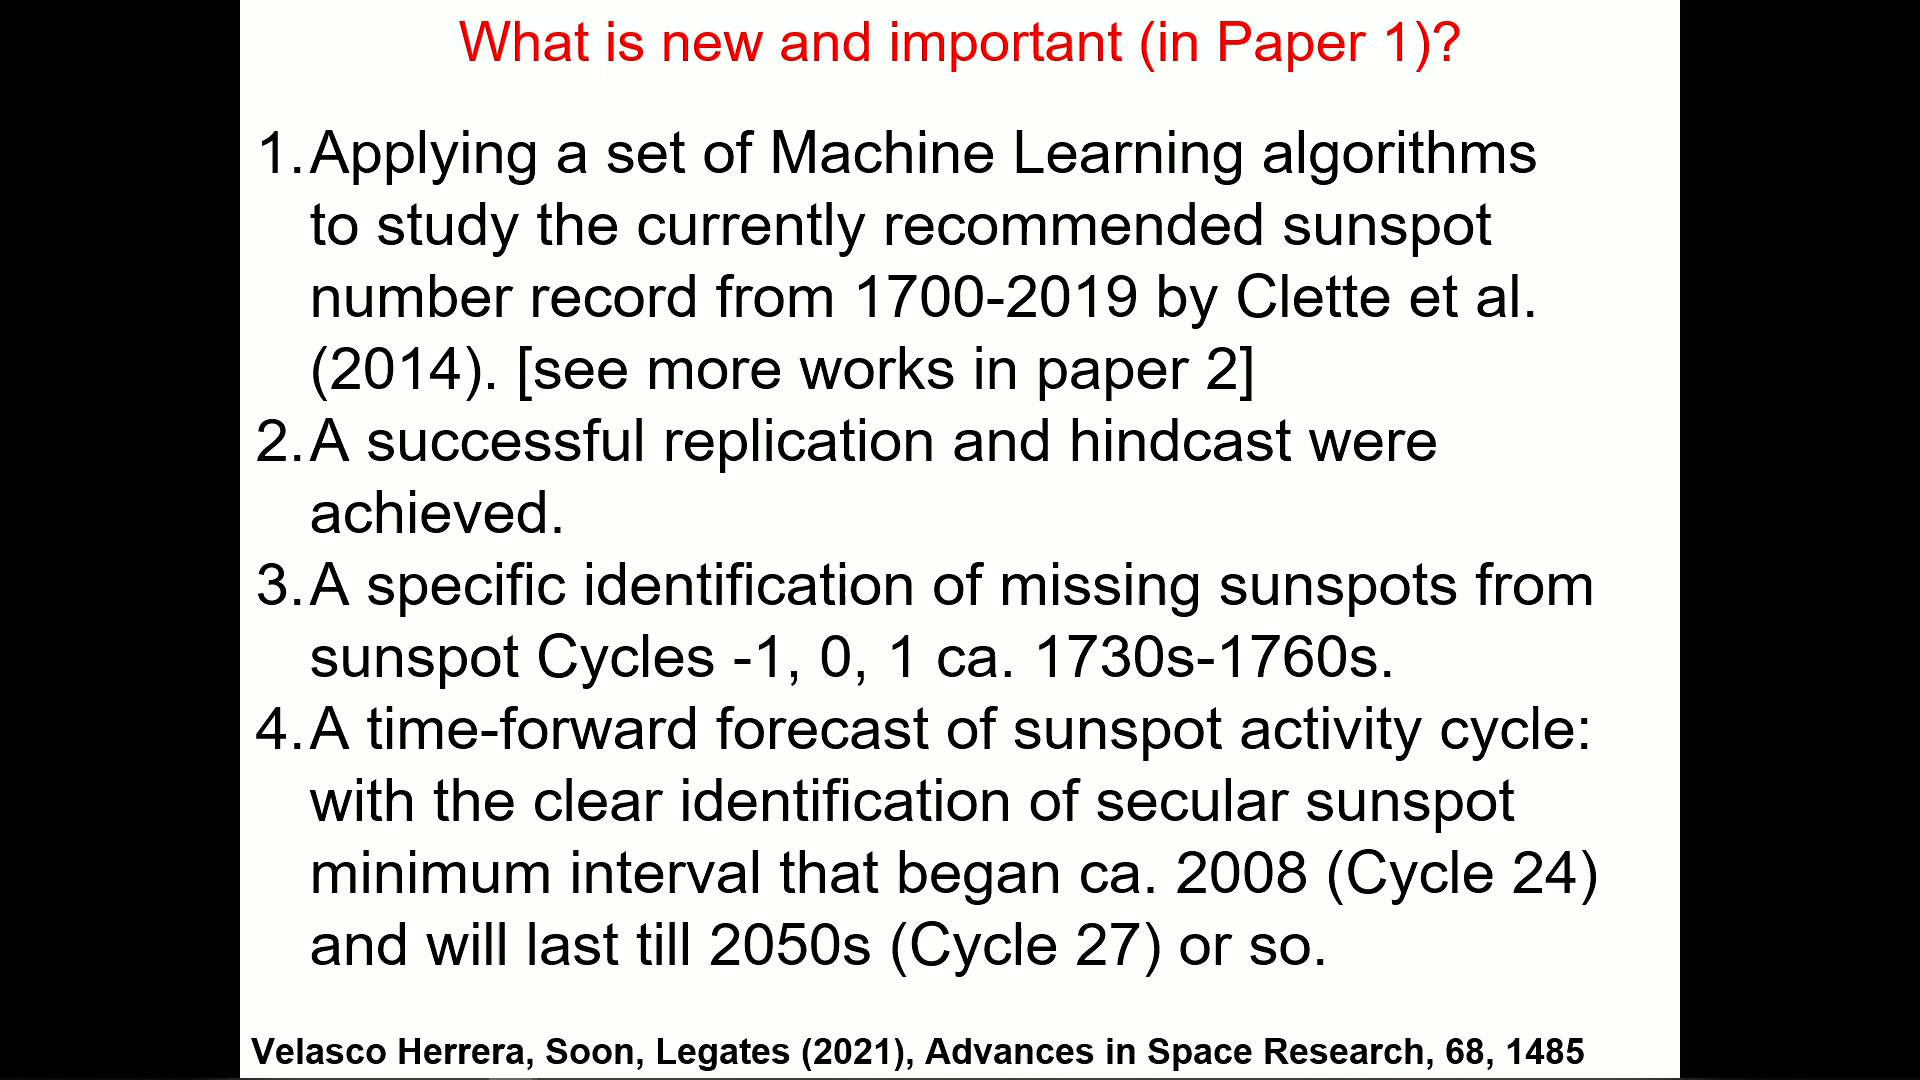 What is new and important (in Paper 1)?
1. Applying a set of Machine Learning algorithms
to study the currently recommended sunspot
number record from 1700-2019 by Clette et al.
(2014). [see more works in paper 2]
2. A successful replication and hindcast were
achieved.
3. A specific identification of missing sunspots from
sunspot Cycles -1, 0, 1 ca. 1730s-1760s.
4. A time-forward forecast of sunspot activity cycle:
with the clear identification of secular sunspot
minimum interval that began ca. 2008 (Cycle 24)
and will last till 2050s (Cycle 27) or so.
Velasco Herrera, Soon, Legates (2021), Advances in Space Research, 68, 1485